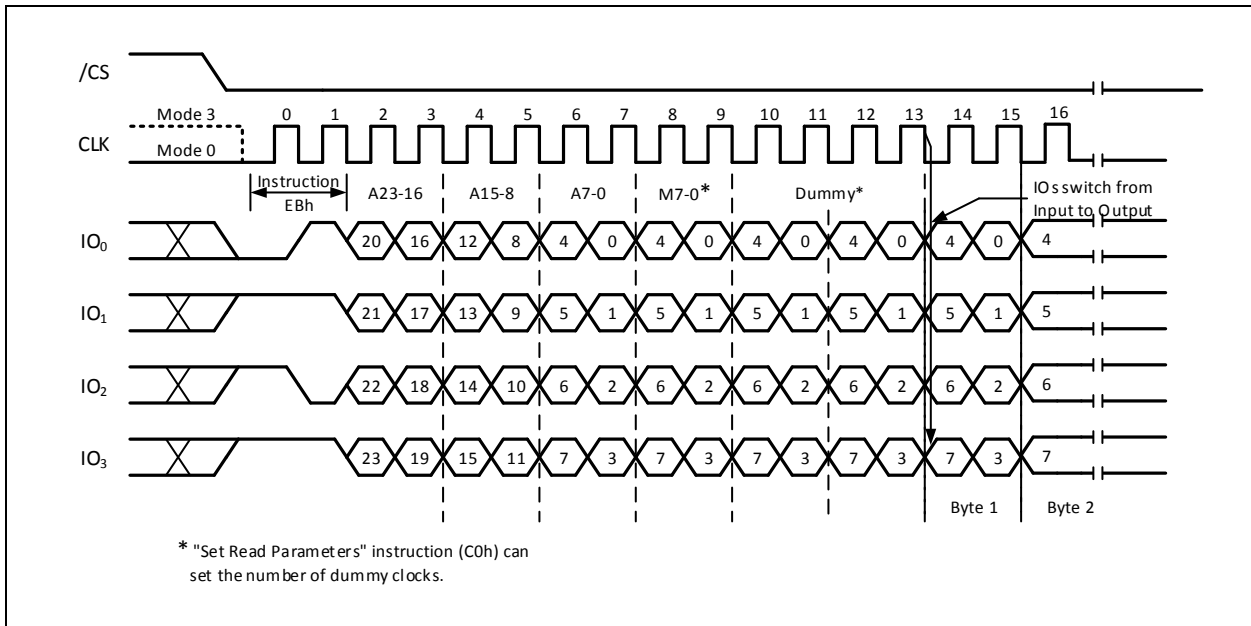 /CS
Mode 3 0 1 2 3 4 5 6 7 8 9 10 11 12 13 14 15 16
CLK
Mode 0
Instruction A23-16 A15-8 A7-0 M7-0* Dummy* IOs switch from
EBh Input to Output
IO0 20 16 12 8 4 0 4 0 4 0 4 0 4 0 4
IO1 21 17 13 9 5 1 5 1 5 1 5 1 5 1 5
IO2 22 18 14 10 6 2 6 2 6 2 6 2 6 2 6
IO3 23 19 15 11 7 3 7 3 7 3 7 3 7 3 7
Byte 1 Byte 2
* "Set Read Parameters" instruction (C0h) can
set the number of dummy clocks.